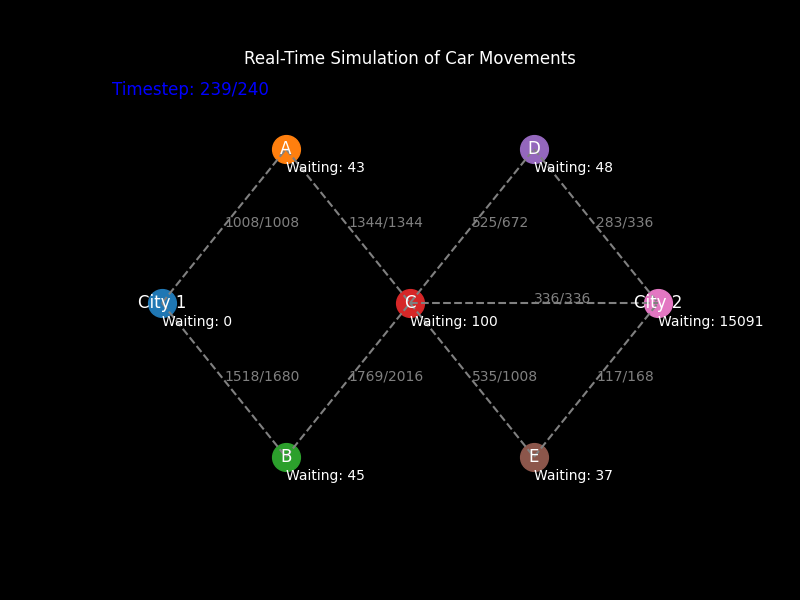 Real-Time Simulation of Car Movements
Timestep: 239/240
A
Waiting: 43
D
Waiting: 48
1008/1008
1344/1344
525/672
283/336
City 1
Waiting: 0
C
Waiting: 100
336/336
City 2
Waiting: 15091
1518/1680
1769/2016
535/1008
117/168
B
Waiting: 45
E
Waiting: 37